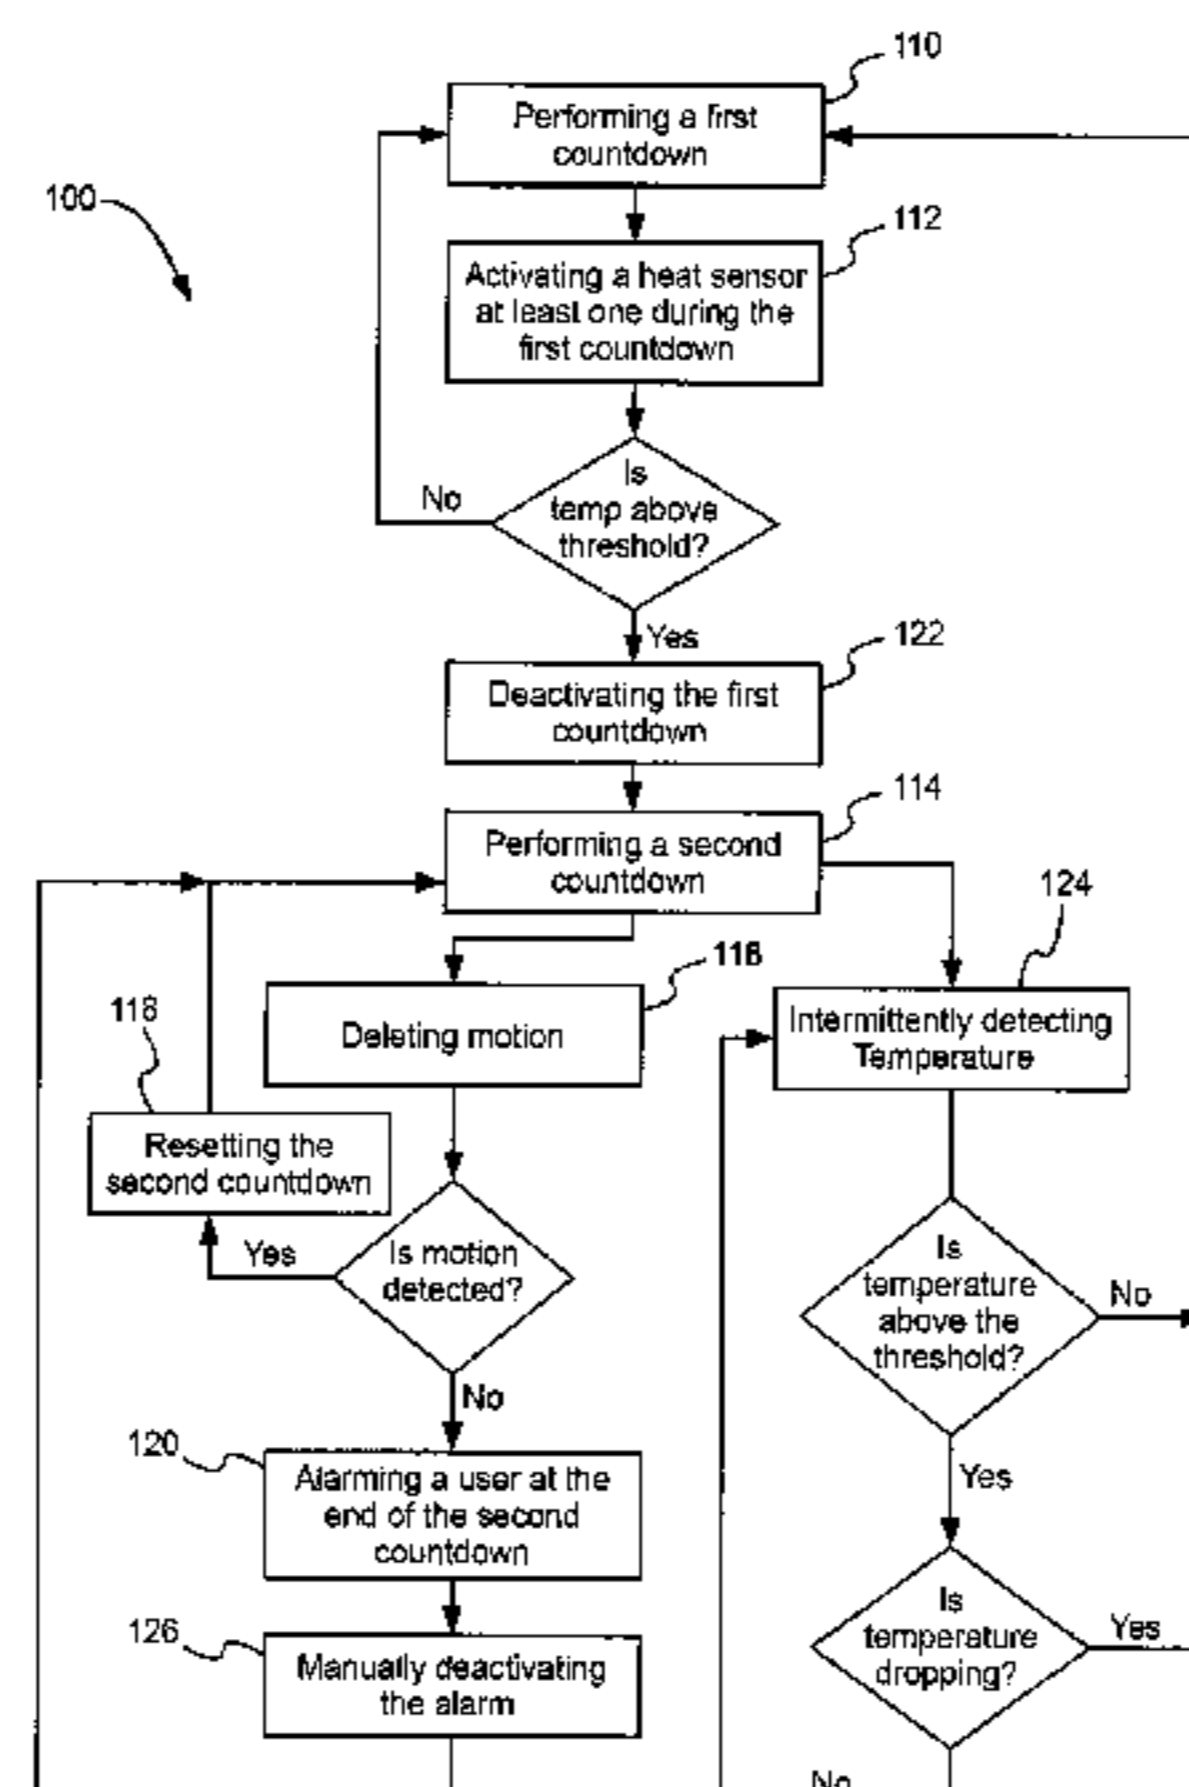 110
Performing a first
countdown
100
112
Activating a heat sensor
at least one during the
first countdown
Is
temp above
threshold?
No
Yes
122
Deactivating the first
countdown
114
Performing a second
countdown
124
116
118
Deleting motion
Intermittently detecting
Temperature
Resetting the
second countdown
Yes
Is motion
detected?
Is
temperature
above the
threshold?
No
No
120
Alarming a user at the
end of the second
countdown
Yes
126
Manually deactivating
the alarm
Is
temperature
dropping?
Yes
No